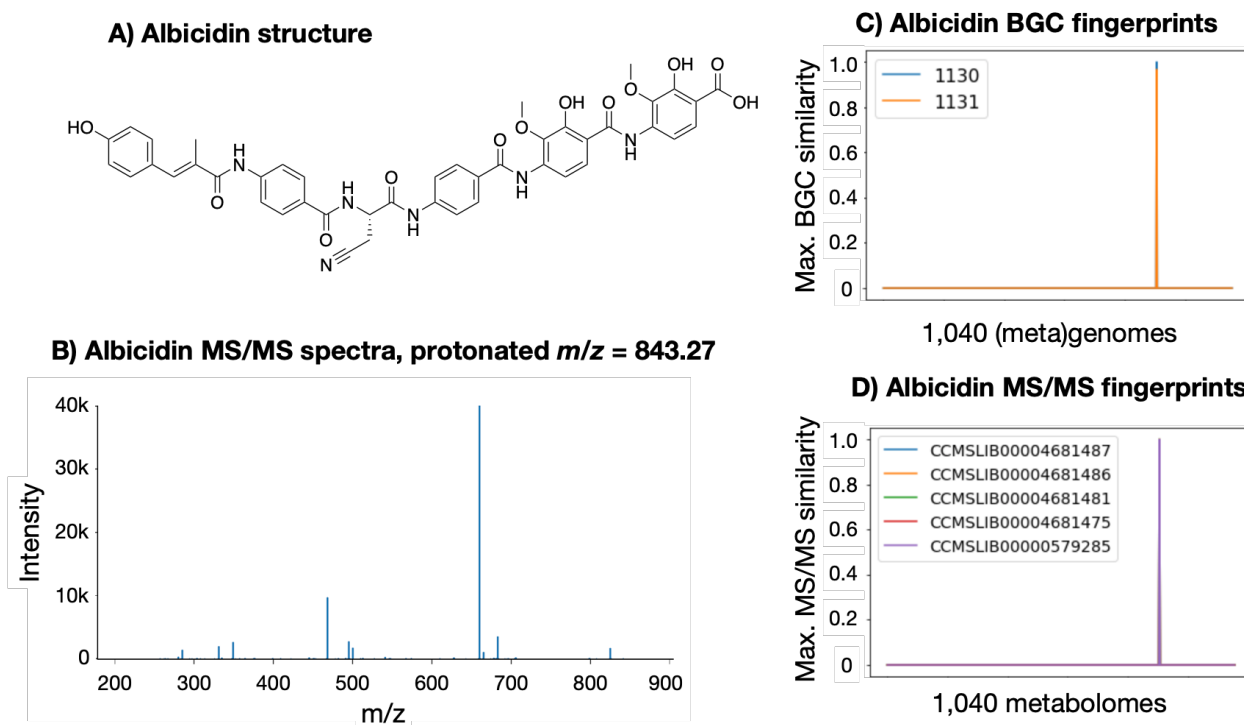 A) Albicidin structure
HO
O
N
H
O
H
N
N
O
N
H
O
N
H
O
OH
O
N
H
O
OH
O
OH
B) Albicidin MS/MS spectra, protonated m/z = 843.27
Intensity
40k
30k
20k
10k
0
200 300 400 500 600 700 800 900
m/z
C) Albicidin BGC fingerprints
Max. BGC similarity
1.0
0.8
0.6
0.4
0.2
0
1130
1131
1,040 (meta)genomes
D) Albicidin MS/MS fingerprints
Max. MS/MS similarity
1.0
0.8
0.6
0.4
0.2
0
CCMSLIB00004681487
CCMSLIB00004681486
CCMSLIB00004681481
CCMSLIB00004681475
CCMSLIB00000579285
1,040 metabolomes